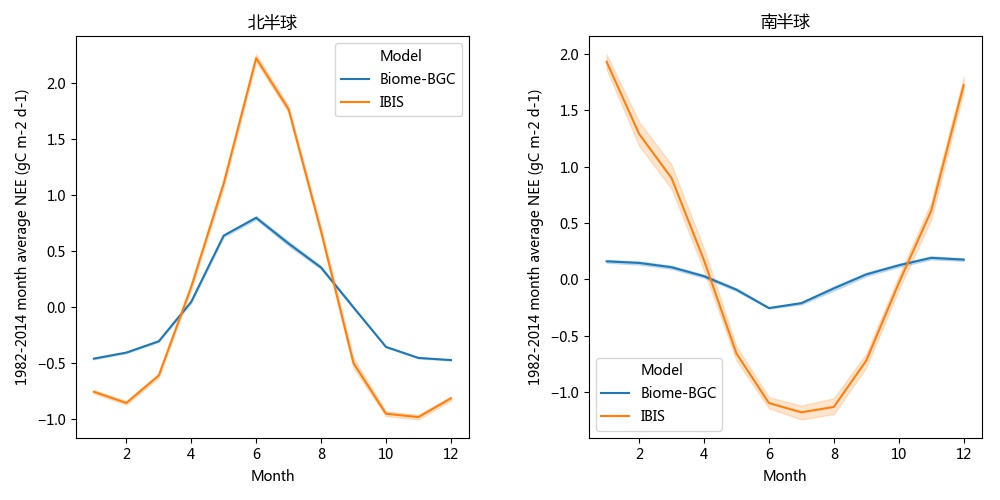 北半球
1982-2014 month average NEE (gC m-2 d-1)
2.0
1.5
1.0
0.5
0.0
−0.5
−1.0
Model
Biome-BGC
IBIS
2 4 6 8 10 12
Month
南半球
1982-2014 month average NEE (gC m-2 d-1)
2.0
1.5
1.0
0.5
0.0
−0.5
−1.0
Model
Biome-BGC
IBIS
2 4 6 8 10 12
Month